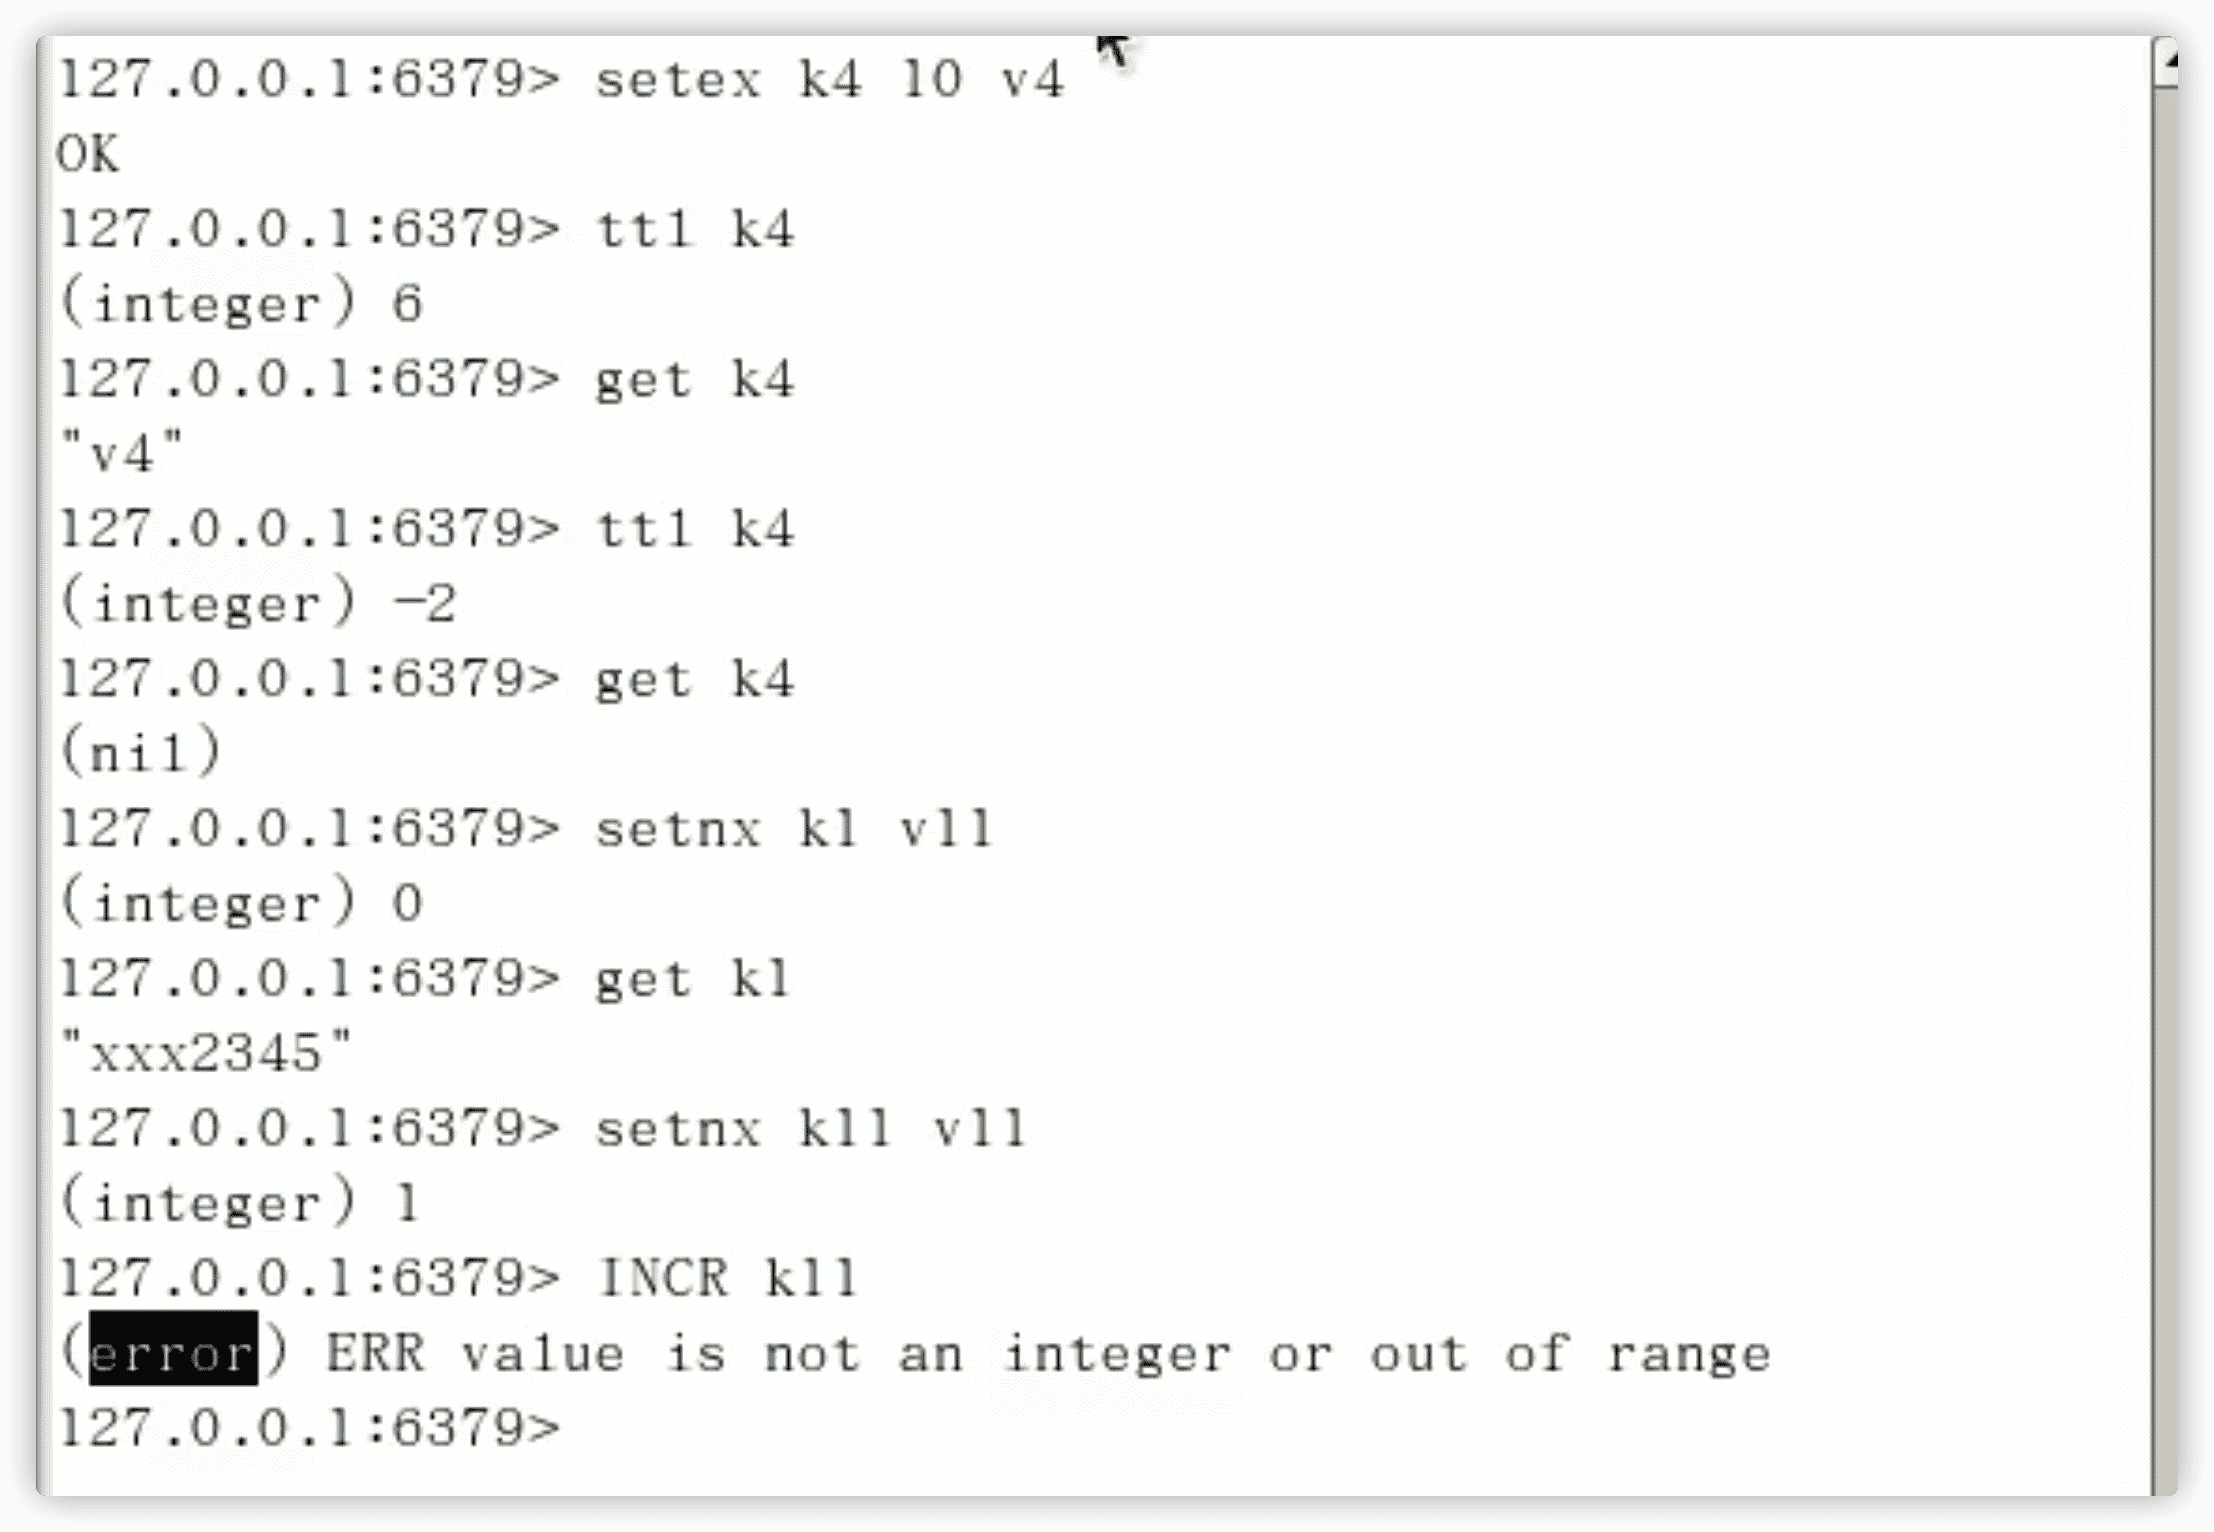 127.0.0.1:6379> setex k4 10 v4
OK
127.0.0.1:6379> ttl k4
(integer) 6
127.0.0.1:6379> get k4
"v4"
127.0.0.1:6379> ttl k4
(integer) -2
127.0.0.1:6379> get k4
(nil)
127.0.0.1:6379> setnx k1 v11
(integer) 0
127.0.0.1:6379> get k1
"xxx2345"
127.0.0.1:6379> setnx k11 v11
(integer) 1
127.0.0.1:6379> INCR k11
(error) ERR value is not an integer or out of range
127.0.0.1:6379>